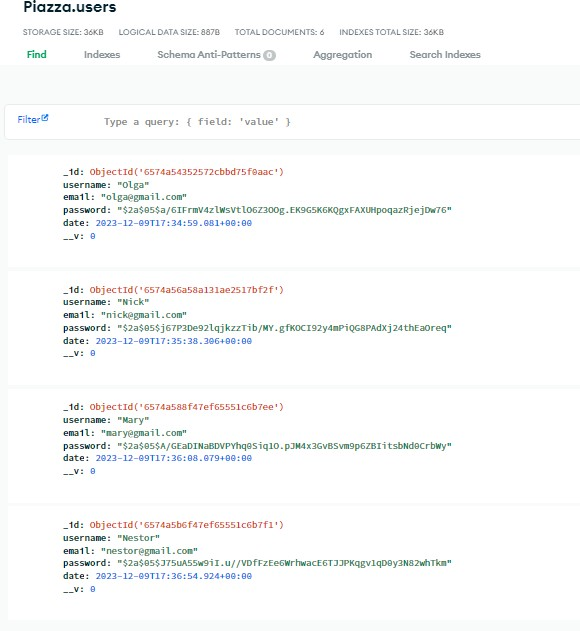 Piazza.users
STORAGE SIZE: 36KB LOGICAL DATA SIZE: 887B TOTAL DOCUMENTS: 6 INDEXES TOTAL SIZE: 36KB
Find Indexes Schema Anti-Patterns 0 Aggregation Search Indexes
Filter Type a query: { field: 'value' }
_id: ObjectId('6574a54352572cbbd75f0aac')
username: "Olga"
email: "olga@gmail.com"
password: "$2a$05$a/6IFrmV4zlWsVtlO6Z3OOg.EK9G5K6KQgxFAXUHpoqazRjejDw76"
date: 2023-12-09T17:34:59.081+00:00
__v: 0
_id: ObjectId('6574a56a58a131ae2517bf2f')
username: "Nick"
email: "nick@gmail.com"
password: "$2a$05$j67P3De92lqjkzzTib/MY.gfKOCI92y4mPiQG8PAdXj24thEaOreq"
date: 2023-12-09T17:35:38.306+00:00
__v: 0
_id: ObjectId('6574a588f47ef65551c6b7ee')
username: "Mary"
email: "mary@gmail.com"
password: "$2a$05$A/GEaDINaBDVPYhq0Siq1O.pJM4x3GvBSvm9p6ZBIitsbNd0CrbWy"
date: 2023-12-09T17:36:08.079+00:00
__v: 0
_id: ObjectId('6574a5b6f47ef65551c6b7f1')
username: "Nestor"
email: "nestor@gmail.com"
password: "$2a$05$J75uA55w9iI.u//VDfFzEe6WrhwacE6TJJPKqgv1qD0y3N82whTkm"
date: 2023-12-09T17:36:54.924+00:00
__v: 0